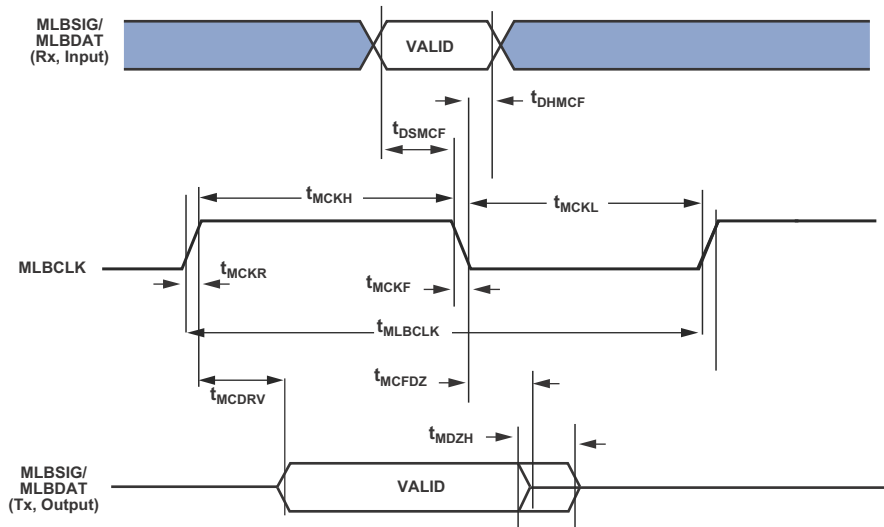 MLBSIG/
MLBDAT
(Rx, Input)
VALID
tDHMCF
tDSMCF
tMCKH
tMCKL
MLBCLK
tMCKR
tMCKF
tMLBCLK
tMCFDZ
tMCDRV
tMDZH
MLBSIG/
MLBDAT
(Tx, Output)
VALID